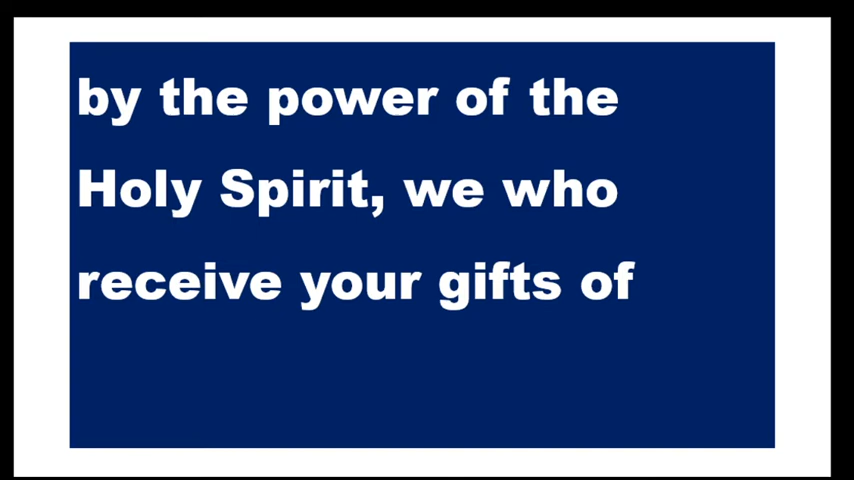 by the power of the
Holy Spirit, we who
receive your gifts of